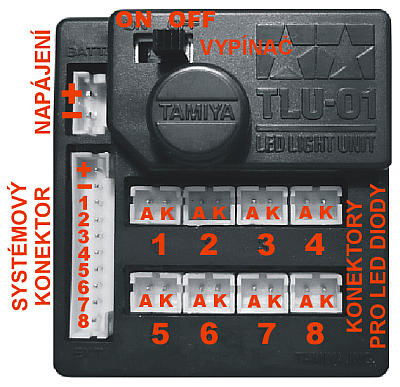 ON OFF
VYPÍNAČ
NAPÁJENÍ
+
-
TAMIYA
TLU-01
LED LIGHT UNIT
SYSTÉMOVÝ
KONEKTOR
+
-
1
2
3
4
5
6
7
8
A K A K A K A K
1 2 3 4
A K A K A K A K
5 6 7 8
KONEKTORY
PRO LED DIODY